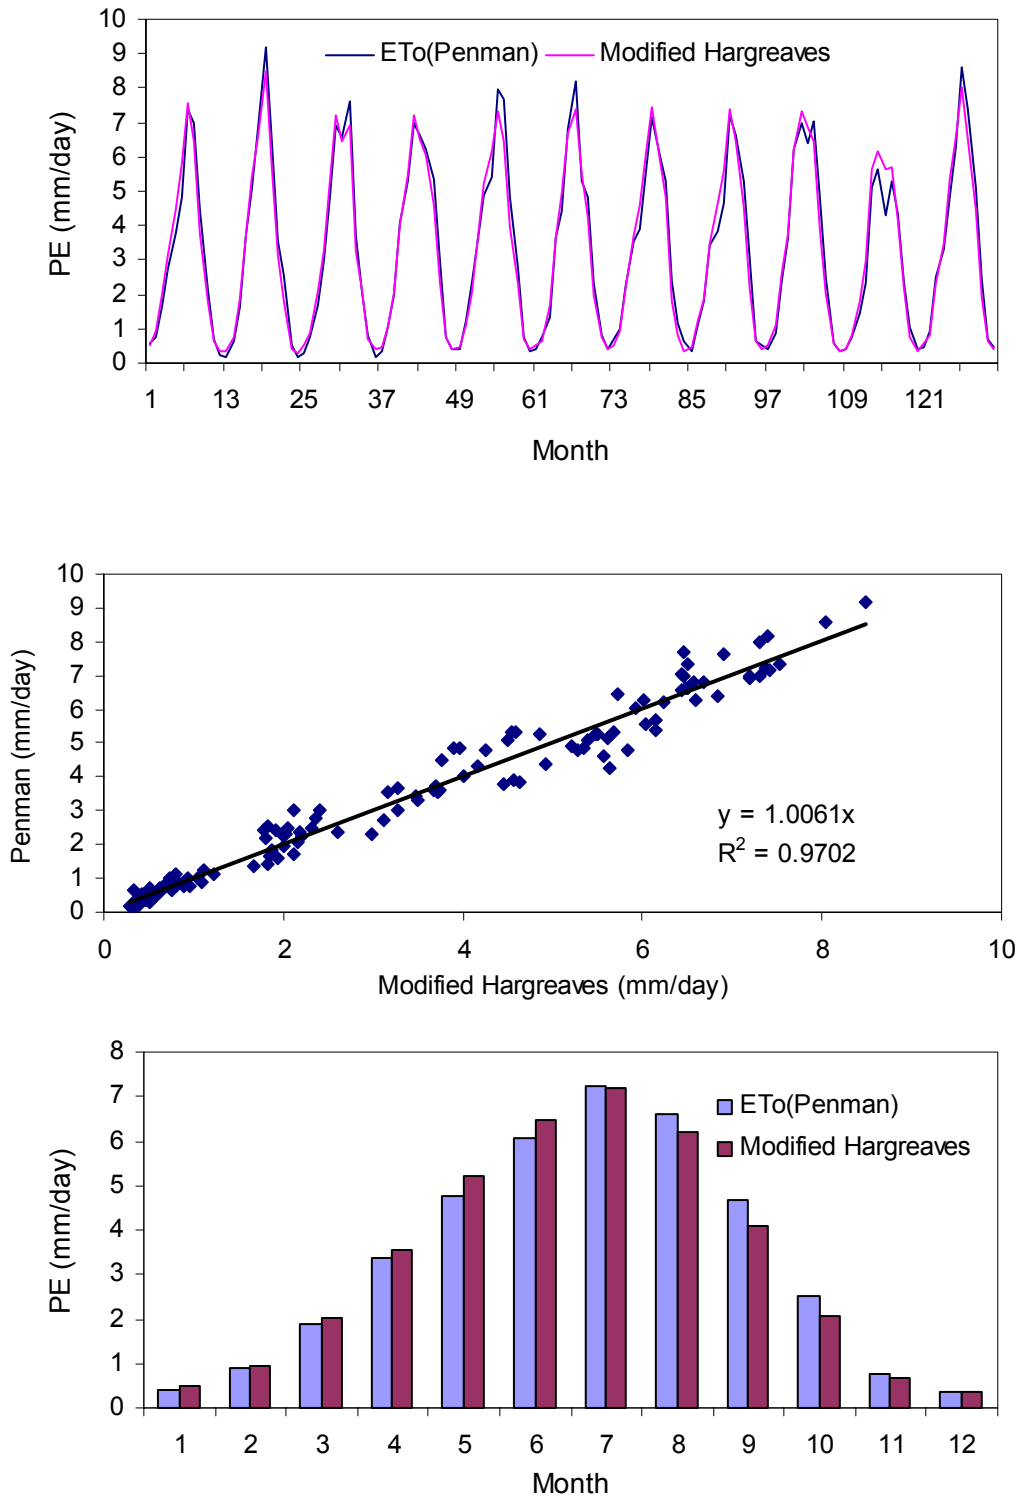 10
9
8
7
6
5
4
3
2
1
0
PE (mm/day)
ETo(Penman) Modified Hargreaves
1 13 25 37 49 61 73 85 97 109 121
Month
10
9
8
7
6
5
4
3
2
1
0
Penman (mm/day)
y = 1.0061x
R² = 0.9702
0 2 4 6 8 10
Modified Hargreaves (mm/day)
8
7
6
5
4
3
2
1
0
PE (mm/day)
ETo(Penman)
Modified Hargreaves
1 2 3 4 5 6 7 8 9 10 11 12
Month